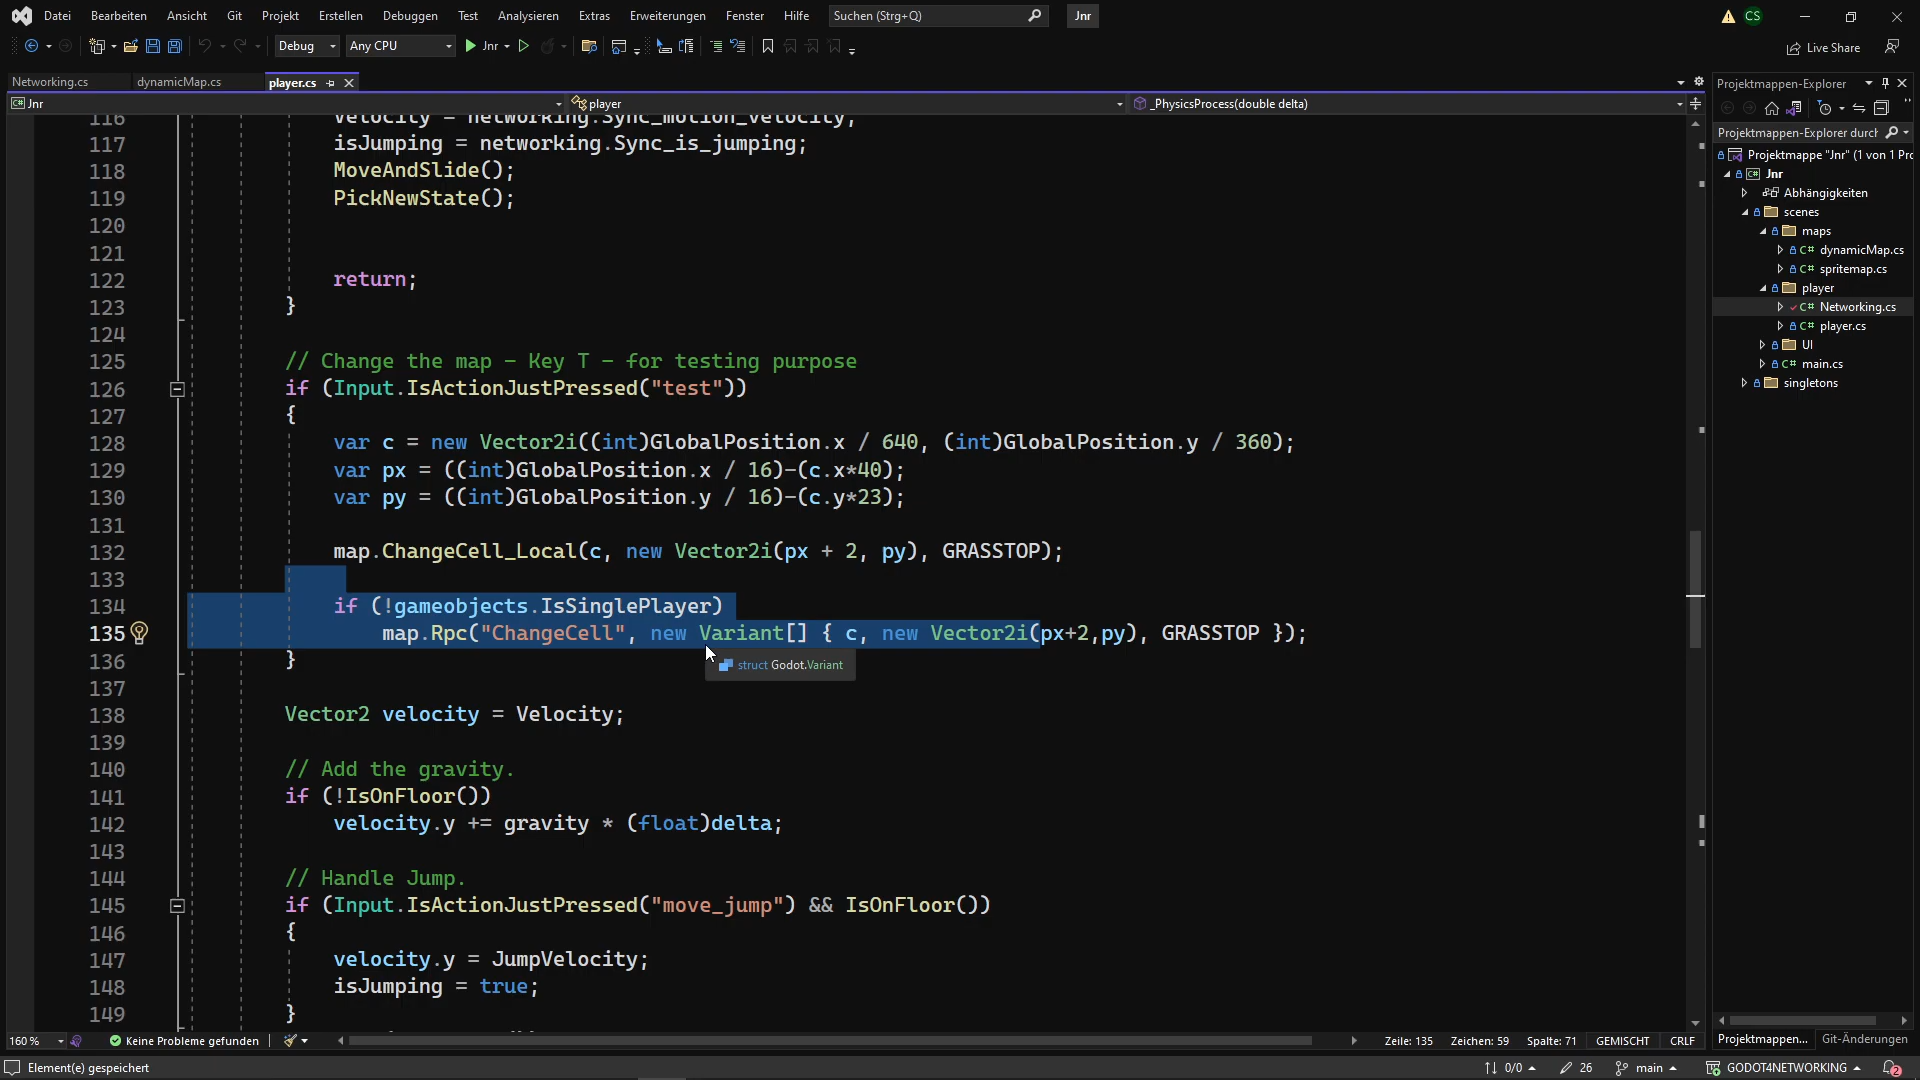 Datei Bearbeiten Ansicht Git Projekt Erstellen Debuggen Test Analysieren Extras Erweiterungen Fenster Hilfe Suchen (Strg+Q) Jnr CS
Debug Any CPU Jnr Live Share
Networking.cs dynamicMap.cs player.cs
C# Jnr player _PhysicsProcess(double delta)
116 Velocity = networking.Sync_motion_velocity;
117 isJumping = networking.Sync_is_jumping;
118 MoveAndSlide();
119 PickNewState();
120
121
122 return;
123 }
124
125 // Change the map - Key T - for testing purpose
126 if (Input.IsActionJustPressed("test"))
127 {
128 var c = new Vector2i((int)GlobalPosition.x / 640, (int)GlobalPosition.y / 360);
129 var px = ((int)GlobalPosition.x / 16)-(c.x*40);
130 var py = ((int)GlobalPosition.y / 16)-(c.y*23);
131
132 map.ChangeCell_Local(c, new Vector2i(px + 2, py), GRASSTOP);
133
134 if (!gameobjects.IsSinglePlayer)
135 map.Rpc("ChangeCell", new Variant[] { c, new Vector2i(px+2,py), GRASSTOP });
struct Godot.Variant
136 }
137
138 Vector2 velocity = Velocity;
139
140 // Add the gravity.
141 if (!IsOnFloor())
142 velocity.y += gravity * (float)delta;
143
144 // Handle Jump.
145 if (Input.IsActionJustPressed("move_jump") && IsOnFloor())
146 {
147 velocity.y = JumpVelocity;
148 isJumping = true;
149 }
Projektmappen-Explorer
Projektmappen-Explorer durch
Projektmappe "Jnr" (1 von 1 Pro
C# Jnr
Abhängigkeiten
scenes
maps
C# dynamicMap.cs
C# spritemap.cs
player
C# Networking.cs
C# player.cs
UI
C# main.cs
singletons
160 % Keine Probleme gefunden Zeile: 135 Zeichen: 59 Spalte: 71 GEMISCHT CRLF Projektmappen... Git-Änderungen
Element(e) gespeichert 0/0 26 main GODOT4NETWORKING 2